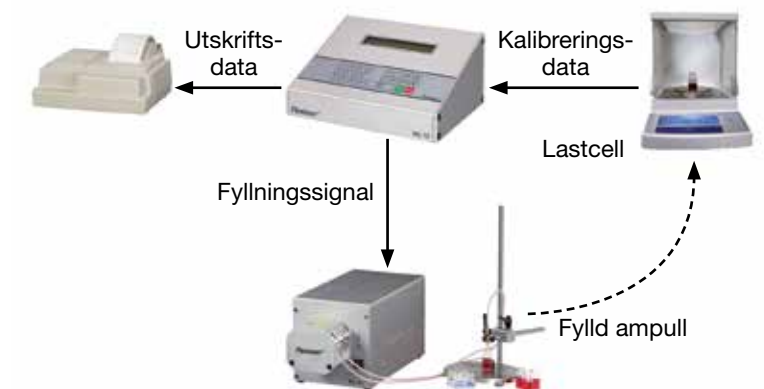 Utskrifts-
data
Kalibrerings-
data
Lastcell
Fyllningssignal
Fylld ampull